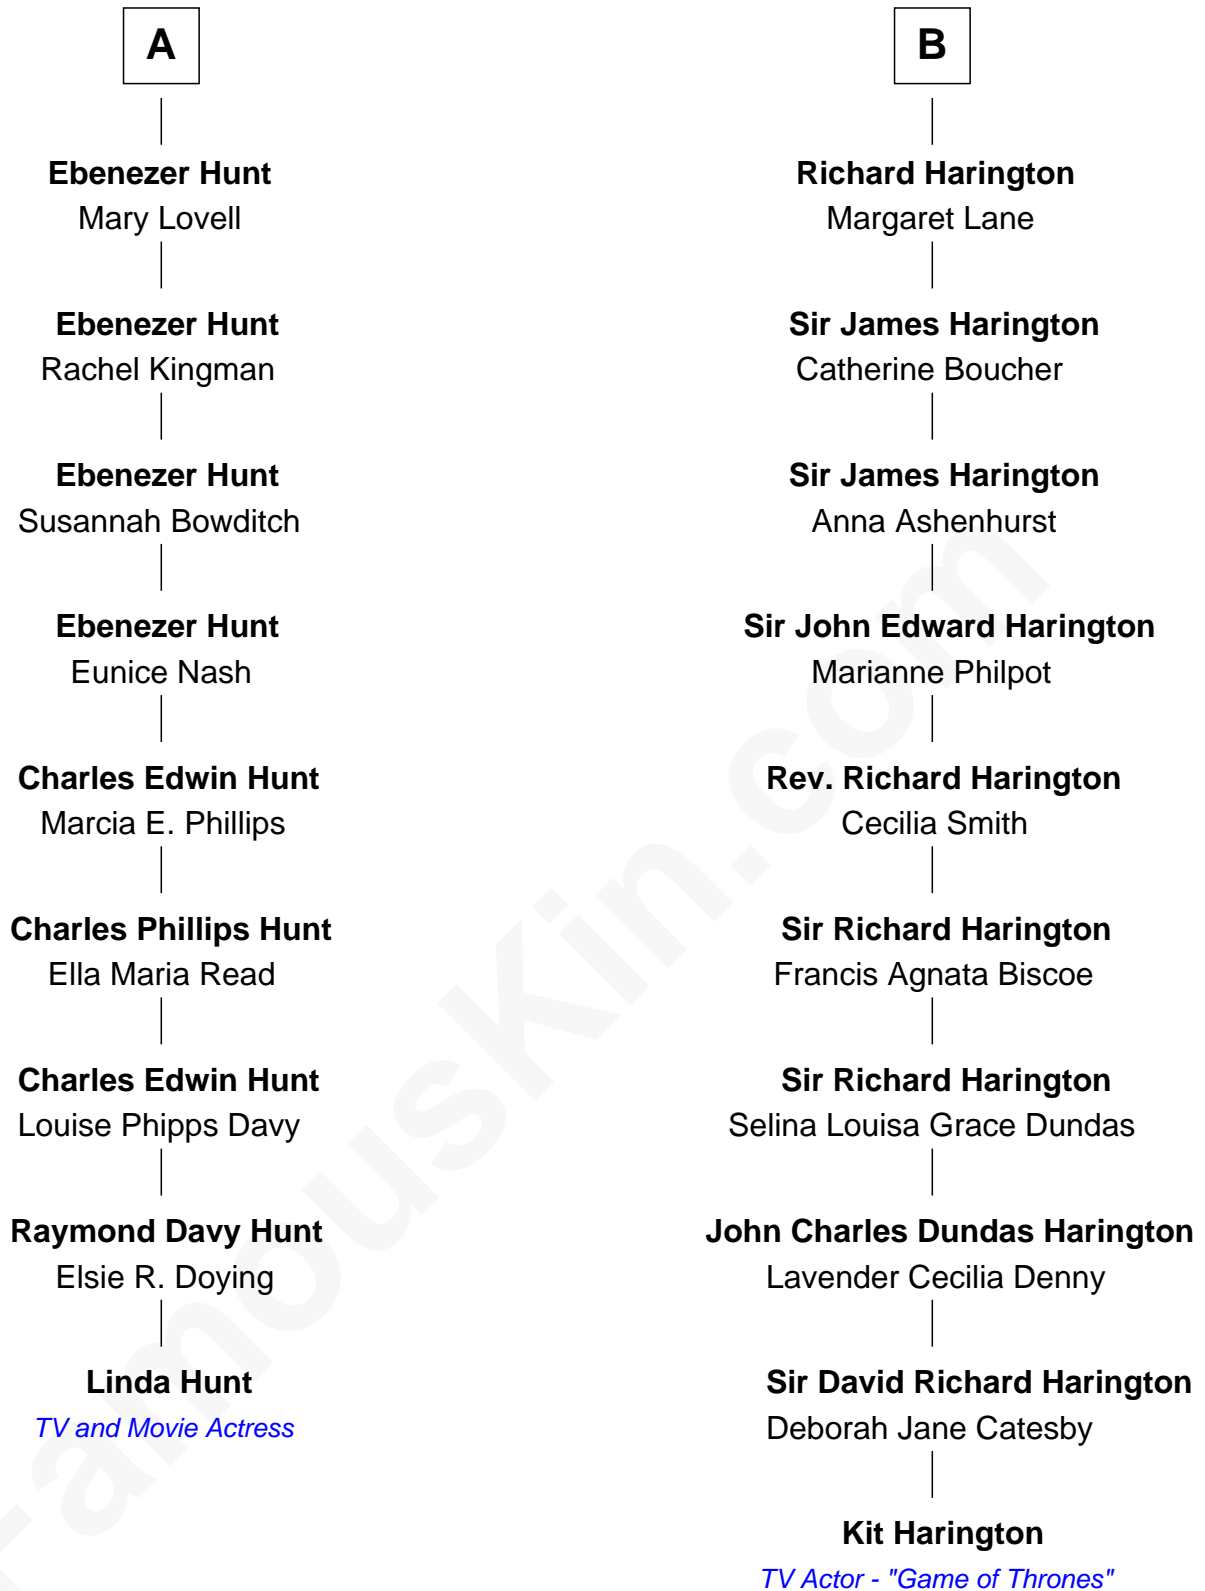 A
Ebenezer Hunt
Mary Lovell
Ebenezer Hunt
Rachel Kingman
Ebenezer Hunt
Susannah Bowditch
Ebenezer Hunt
Eunice Nash
Charles Edwin Hunt
Marcia E. Phillips
Charles Phillips Hunt
Ella Maria Read
Charles Edwin Hunt
Louise Phipps Davy
Raymond Davy Hunt
Elsie R. Doying
Linda Hunt
TV and Movie Actress
B
Richard Harington
Margaret Lane
Sir James Harington
Catherine Boucher
Sir James Harington
Anna Ashenhurst
Sir John Edward Harington
Marianne Philpot
Rev. Richard Harington
Cecilia Smith
Sir Richard Harington
Francis Agnata Biscoe
Sir Richard Harington
Selina Louisa Grace Dundas
John Charles Dundas Harington
Lavender Cecilia Denny
Sir David Richard Harington
Deborah Jane Catesby
Kit Harington
TV Actor - "Game of Thrones"
FamousKin.com